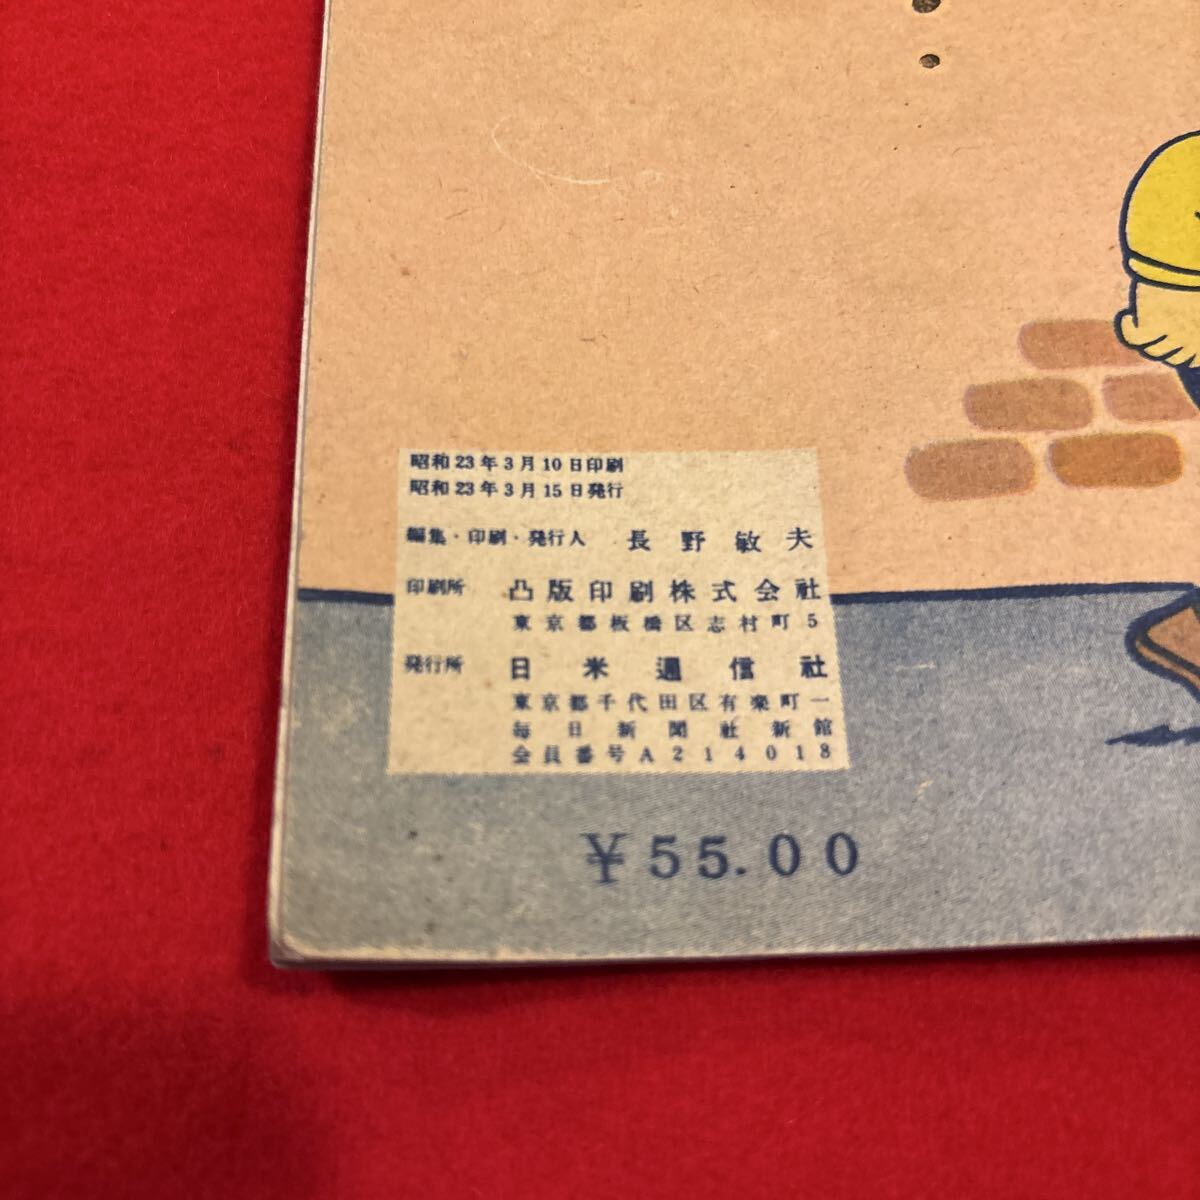 昭和23年3月10日印刷
昭和23年3月15日発行
編集・印刷・発行人 長野敏夫
印刷所 凸版印刷株式会社
東京都板橋区志村町5
発行所 日米通信社
東京都千代田区有楽町一
毎日新聞社新館
会員番号A214018
¥55.00